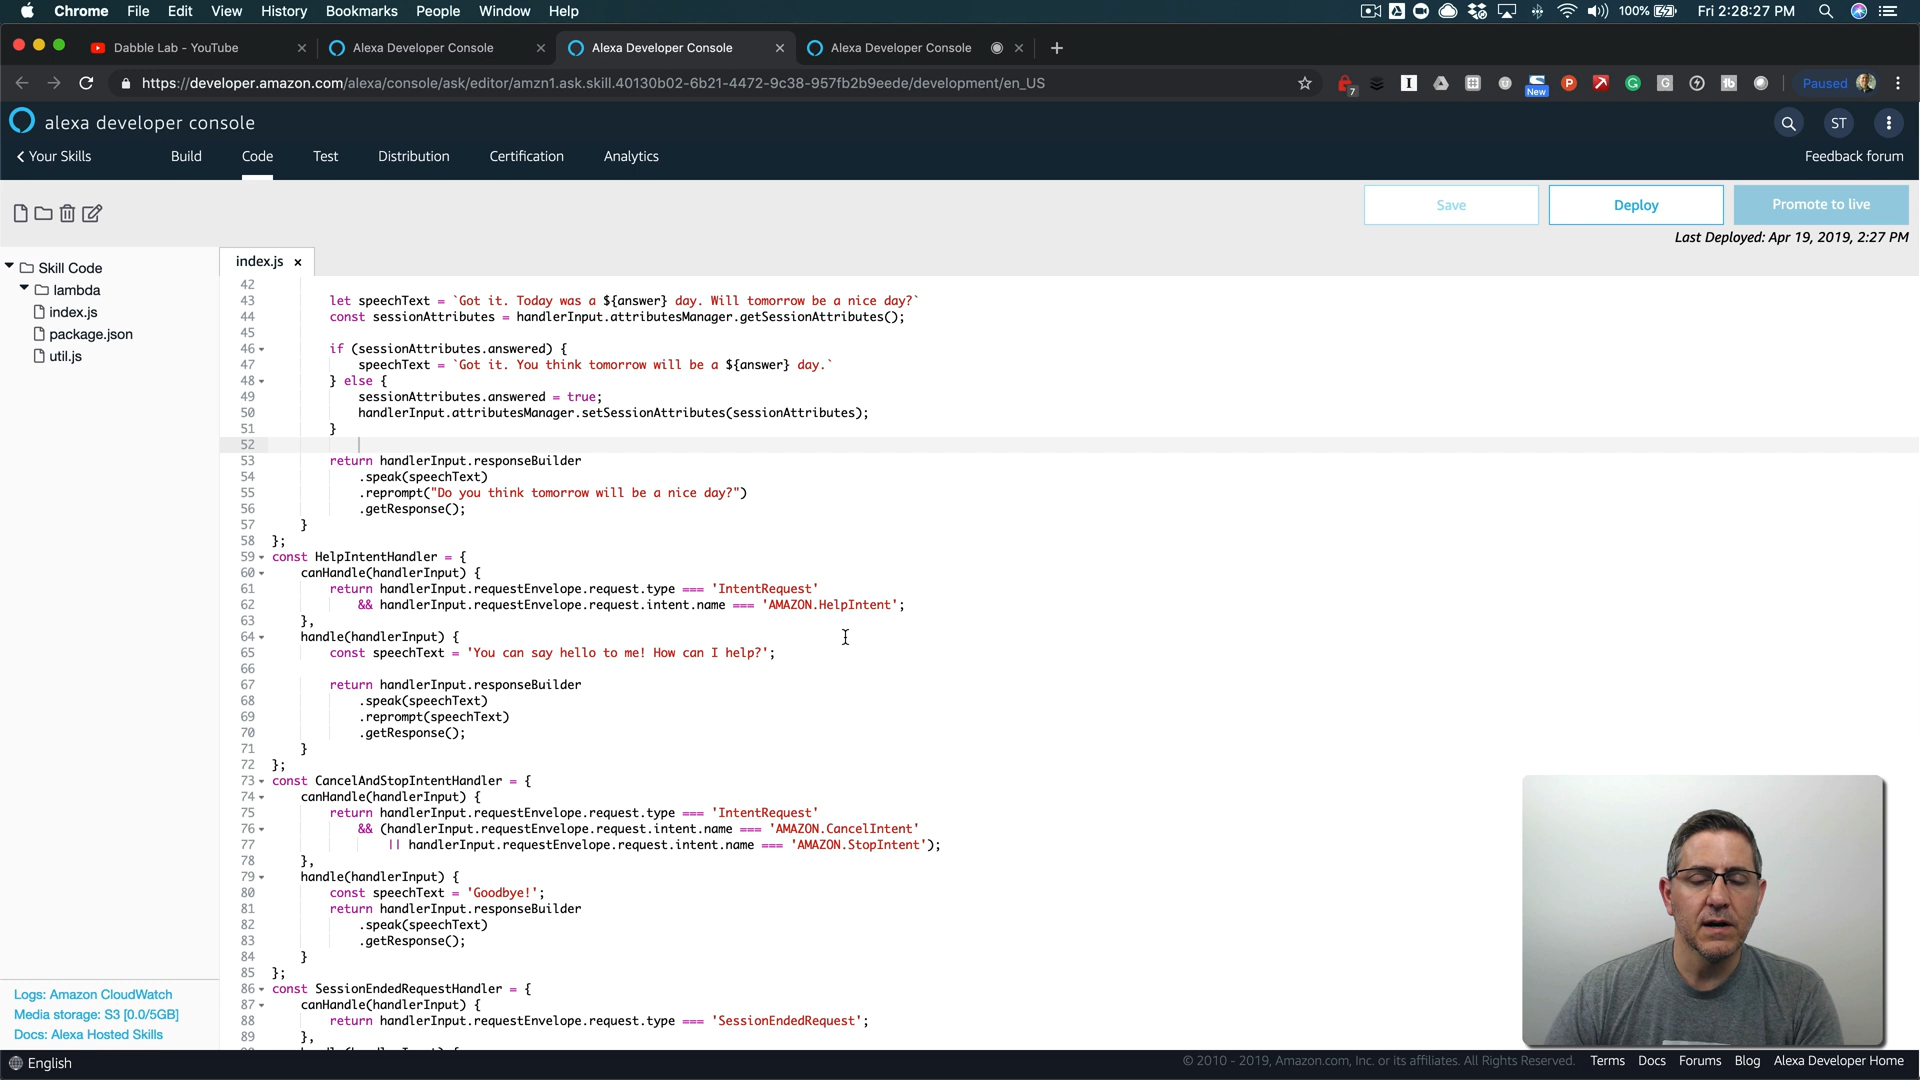 Chrome File Edit View History Bookmarks People Window Help
100% Fri 2:28:27 PM
Dabble Lab - YouTube
Alexa Developer Console
Alexa Developer Console
Alexa Developer Console
https://developer.amazon.com/alexa/console/ask/editor/amzn1.ask.skill.40130b02-6b21-4472-9c38-957fb2b9eede/development/en_US
7
New
Paused
alexa developer console
ST
Your Skills
Build
Code
Test
Distribution
Certification
Analytics
Feedback forum
Save
Deploy
Promote to live
Last Deployed: Apr 19, 2019, 2:27 PM
Skill Code
lambda
index.js
package.json
util.js
index.js ×
42
43 let speechText = `Got it. Today was a ${answer} day. Will tomorrow be a nice day?`
44 const sessionAttributes = handlerInput.attributesManager.getSessionAttributes();
45
46 if (sessionAttributes.answered) {
47 speechText = `Got it. You think tomorrow will be a ${answer} day.`
48 } else {
49 sessionAttributes.answered = true;
50 handlerInput.attributesManager.setSessionAttributes(sessionAttributes);
51 }
52
53 return handlerInput.responseBuilder
54 .speak(speechText)
55 .reprompt("Do you think tomorrow will be a nice day?")
56 .getResponse();
57 }
58 };
59 const HelpIntentHandler = {
60 canHandle(handlerInput) {
61 return handlerInput.requestEnvelope.request.type === 'IntentRequest'
62 && handlerInput.requestEnvelope.request.intent.name === 'AMAZON.HelpIntent';
63 },
64 handle(handlerInput) {
65 const speechText = 'You can say hello to me! How can I help?';
66
67 return handlerInput.responseBuilder
68 .speak(speechText)
69 .reprompt(speechText)
70 .getResponse();
71 }
72 };
73 const CancelAndStopIntentHandler = {
74 canHandle(handlerInput) {
75 return handlerInput.requestEnvelope.request.type === 'IntentRequest'
76 && (handlerInput.requestEnvelope.request.intent.name === 'AMAZON.CancelIntent'
77 || handlerInput.requestEnvelope.request.intent.name === 'AMAZON.StopIntent');
78 },
79 handle(handlerInput) {
80 const speechText = 'Goodbye!';
81 return handlerInput.responseBuilder
82 .speak(speechText)
83 .getResponse();
84 }
85 };
86 const SessionEndedRequestHandler = {
87 canHandle(handlerInput) {
88 return handlerInput.requestEnvelope.request.type === 'SessionEndedRequest';
89 },
Logs: Amazon CloudWatch
Media storage: S3 [0.0/5GB]
Docs: Alexa Hosted Skills
English
© 2010 - 2019, Amazon.com, Inc. or its affiliates. All Rights Reserved. Terms Docs Forums Blog Alexa Developer Home